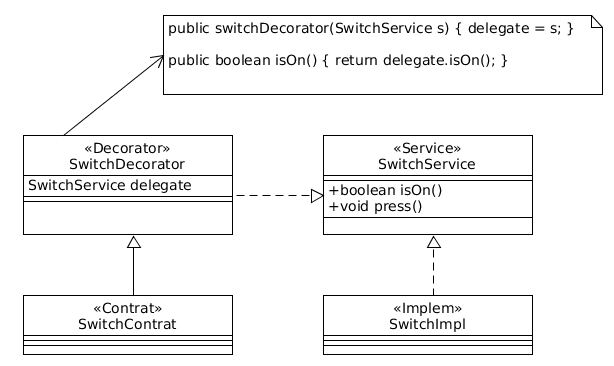 public switchDecorator(SwitchService s) { delegate = s; }
public boolean isOn() { return delegate.isOn(); }
«Decorator»
SwitchDecorator
SwitchService delegate
«Service»
SwitchService
+boolean isOn()
+void press()
«Contrat»
SwitchContrat
«Implem»
SwitchImpl